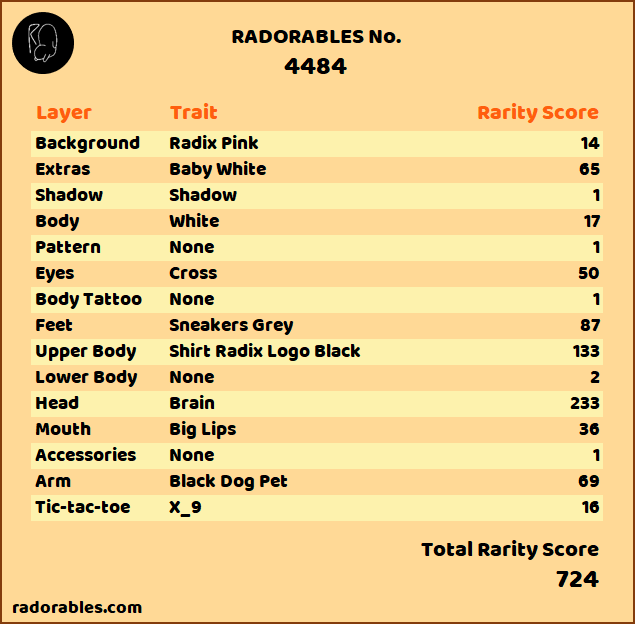 RADORABLES No.
4484
Layer Trait Rarity Score
Background Radix Pink 14
Extras Baby White 65
Shadow Shadow 1
Body White 17
Pattern None 1
Eyes Cross 50
Body Tattoo None 1
Feet Sneakers Grey 87
Upper Body Shirt Radix Logo Black 133
Lower Body None 2
Head Brain 233
Mouth Big Lips 36
Accessories None 1
Arm Black Dog Pet 69
Tic-tac-toe X_9 16
Total Rarity Score
724
radorables.com